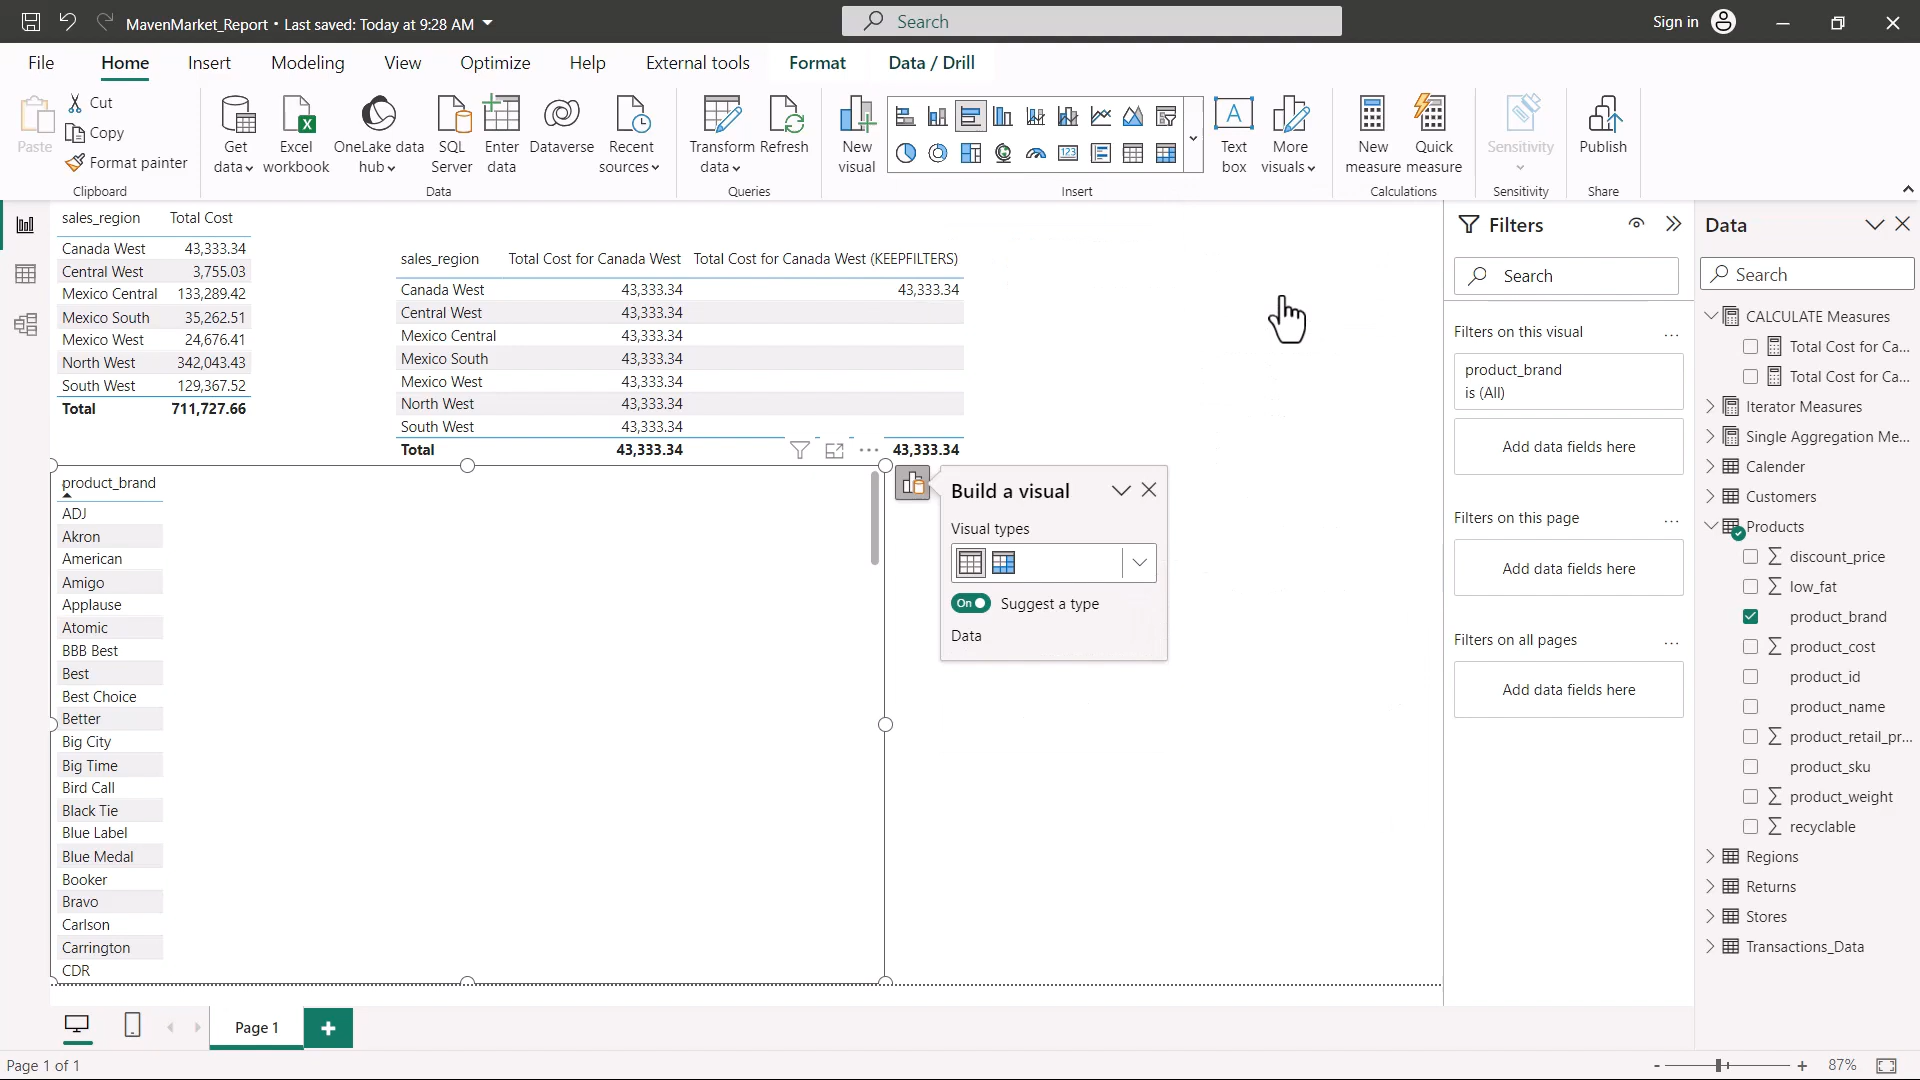 MavenMarket_Report • Last saved: Today at 9:28 AM
Search
Sign in
File Home Insert Modeling View Optimize Help External tools Format Data / Drill
Paste
Cut
Copy
Format painter
Clipboard
Get data
Excel workbook
OneLake data hub
SQL Server
Enter data
Dataverse
Recent sources
Data
Transform data
Refresh
Queries
New visual
Text box
More visuals
Insert
New measure
Quick measure
Calculations
Sensitivity
Sensitivity
Publish
Share
sales_region Total Cost
Canada West 43,333.34
Central West 3,755.03
Mexico Central 133,289.42
Mexico South 35,262.51
Mexico West 24,676.41
North West 342,043.43
South West 129,367.52
Total 711,727.66
sales_region Total Cost for Canada West Total Cost for Canada West (KEEPFILTERS)
Canada West 43,333.34 43,333.34
Central West 43,333.34
Mexico Central 43,333.34
Mexico South 43,333.34
Mexico West 43,333.34
North West 43,333.34
South West 43,333.34
Total 43,333.34 43,333.34
product_brand
ADJ
Akron
American
Amigo
Applause
Atomic
BBB Best
Best
Best Choice
Better
Big City
Big Time
Bird Call
Black Tie
Blue Label
Blue Medal
Booker
Bravo
Carlson
Carrington
CDR
Build a visual
Visual types
On Suggest a type
Data
Filters
Search
Filters on this visual ...
product_brand
is (All)
Add data fields here
Filters on this page ...
Add data fields here
Filters on all pages ...
Add data fields here
Data
Search
CALCULATE Measures
Total Cost for Ca...
Total Cost for Ca...
Iterator Measures
Single Aggregation Me...
Calender
Customers
Products
discount_price
low_fat
product_brand
product_cost
product_id
product_name
product_retail_pr...
product_sku
product_weight
recyclable
Regions
Returns
Stores
Transactions_Data
Page 1
Page 1 of 1
- + 87%